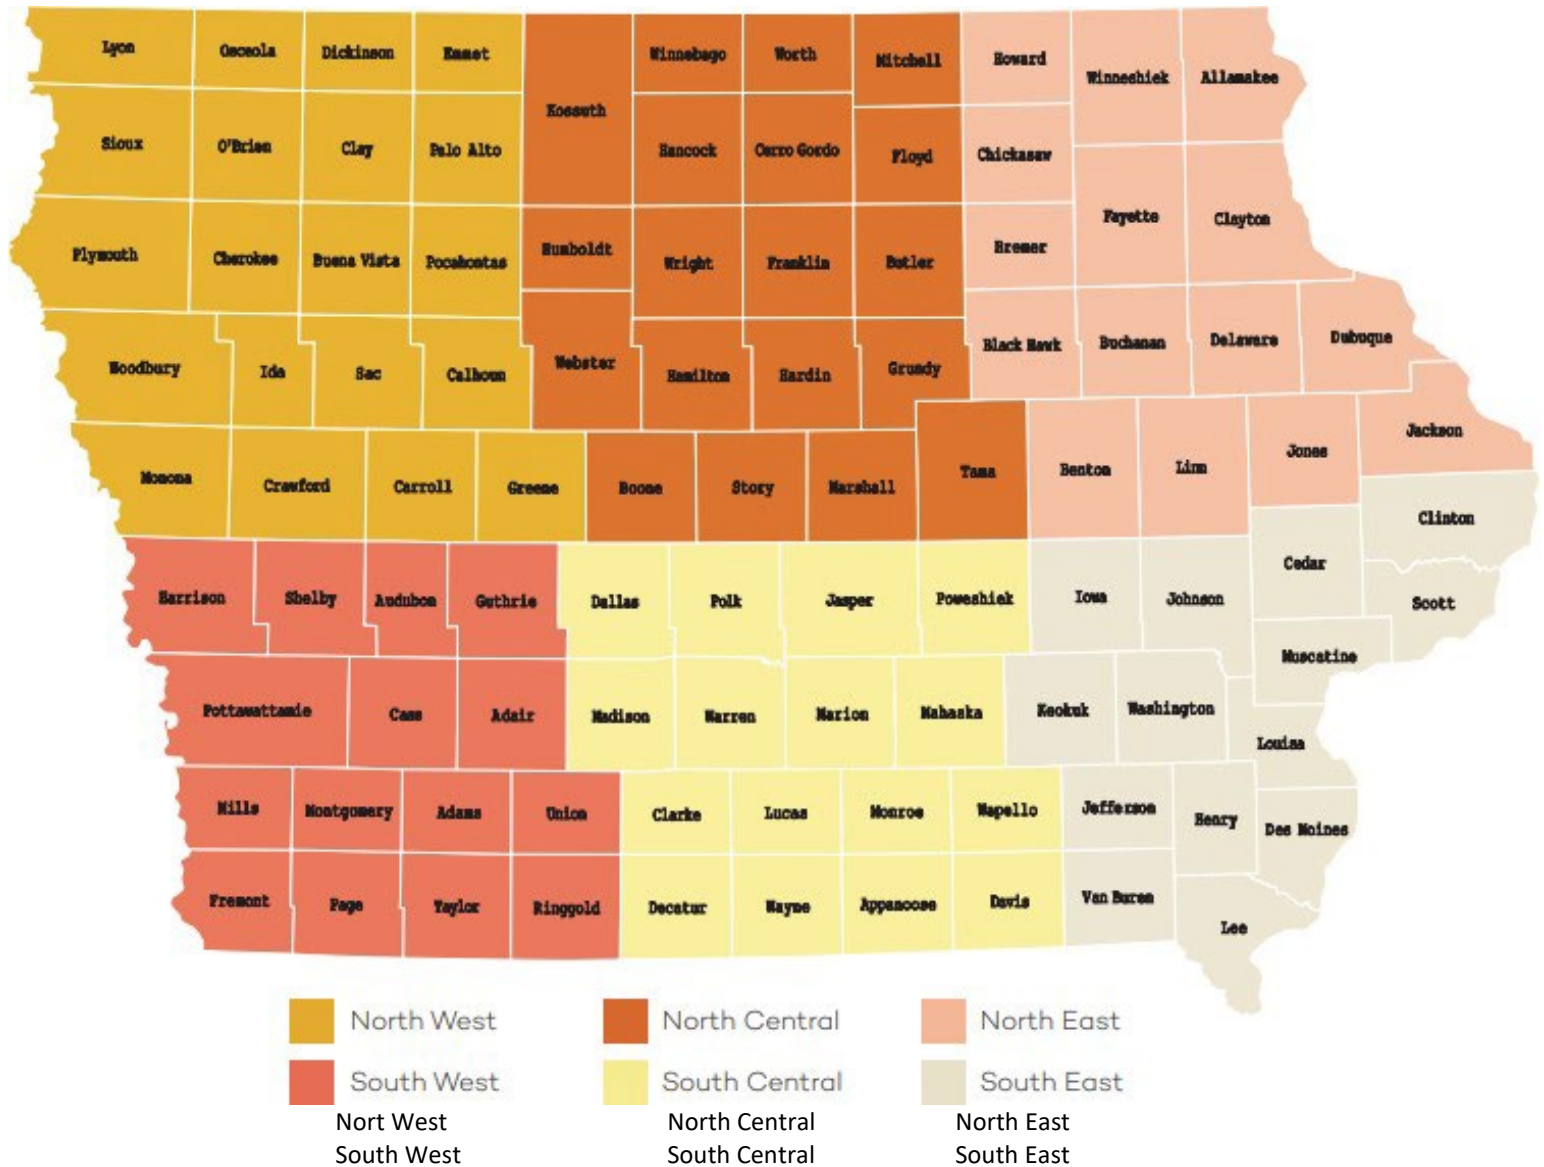 Lyon Osceola Dickinson Emmet Kossuth Winnebago Worth Mitchell Howard Winneshiek Allamakee
Sioux O'Brien Clay Palo Alto Hancock Cerro Gordo Floyd Chickasaw
Plymouth Cherokee Buena Vista Pocahontas Humboldt Wright Franklin Butler Bremer Fayette Clayton
Woodbury Ida Sac Calhoun Webster Hamilton Hardin Grundy Black Hawk Buchanan Delaware Dubuque
Monona Crawford Carroll Greene Boone Story Marshall Tama Benton Linn Jones Jackson
Clinton
Harrison Shelby Audubon Guthrie Dallas Polk Jasper Poweshiek Iowa Johnson Cedar Scott
Muscatine
Pottawattamie Cass Adair Madison Warren Marion Mahaska Keokuk Washington
Louisa
Mills Montgomery Adams Union Clarke Lucas Monroe Wapello Jefferson Henry Des Moines
Fremont Page Taylor Ringgold Decatur Wayne Appanoose Davis Van Buren
Lee
North West North Central North East
South West South Central South East
Nort West North Central North East
South West South Central South East